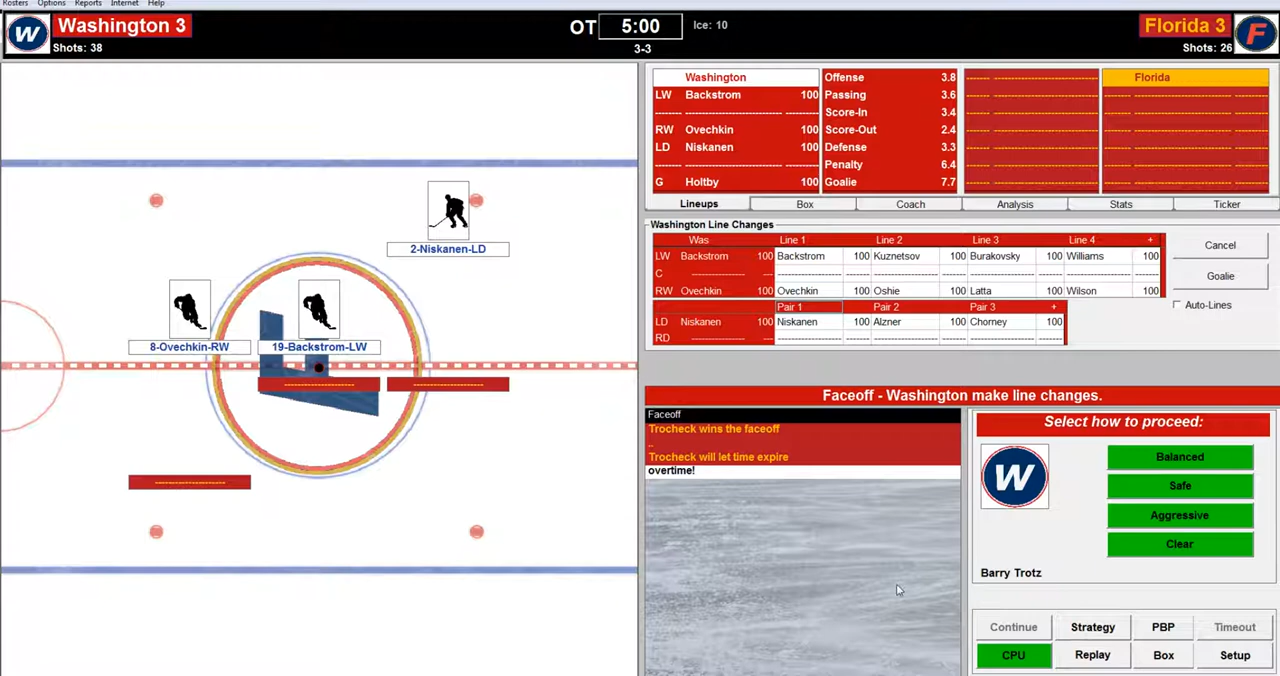 Rosters Options Reports Internet Help
W Washington 3
Shots: 38
OT 5:00 Ice: 10
3-3
Florida 3 F
Shots: 26
Washington
LW Backstrom 100
RW Ovechkin 100
LD Niskanen 100
G Holtby 100
Offense 3.8
Passing 3.6
Score-In 3.4
Score-Out 2.4
Defense 3.3
Penalty 6.4
Goalie 7.7
Florida
Lineups Box Coach Analysis Stats Ticker
Washington Line Changes
Was Line 1 Line 2 Line 3 Line 4 +
LW Backstrom 100 Backstrom 100 Kuznetsov 100 Burakovsky 100 Williams 100
C
RW Ovechkin 100 Ovechkin 100 Oshie 100 Latta 100 Wilson 100
Pair 1 Pair 2 Pair 3 +
LD Niskanen 100 Niskanen 100 Alzner 100 Chorney 100
RD
Cancel
Goalie
Auto-Lines
2-Niskanen-LD
8-Ovechkin-RW
19-Backstrom-LW
Faceoff - Washington make line changes.
Faceoff
Trocheck wins the faceoff
..
Trocheck will let time expire
overtime!
Select how to proceed:
W
Balanced
Safe
Aggressive
Clear
Barry Trotz
Continue Strategy PBP Timeout
CPU Replay Box Setup